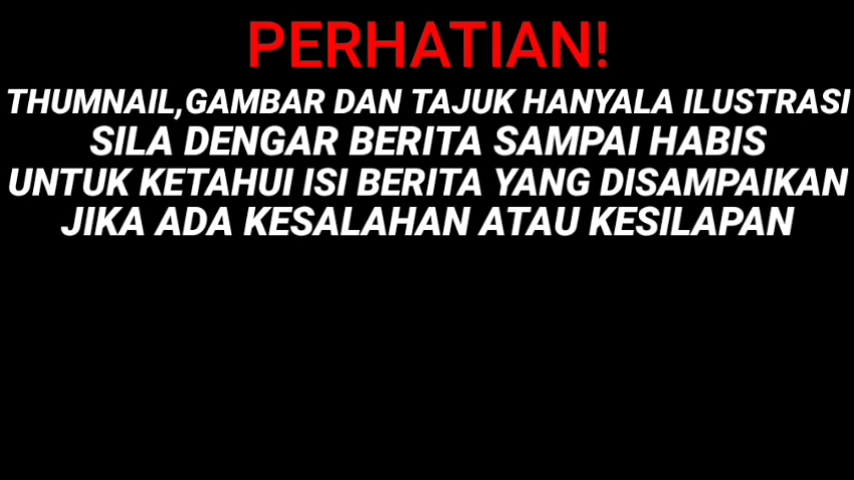 PERHATIAN!
THUMNAIL,GAMBAR DAN TAJUK HANYALA ILUSTRASI
SILA DENGAR BERITA SAMPAI HABIS
UNTUK KETAHUI ISI BERITA YANG DISAMPAIKAN
JIKA ADA KESALAHAN ATAU KESILAPAN